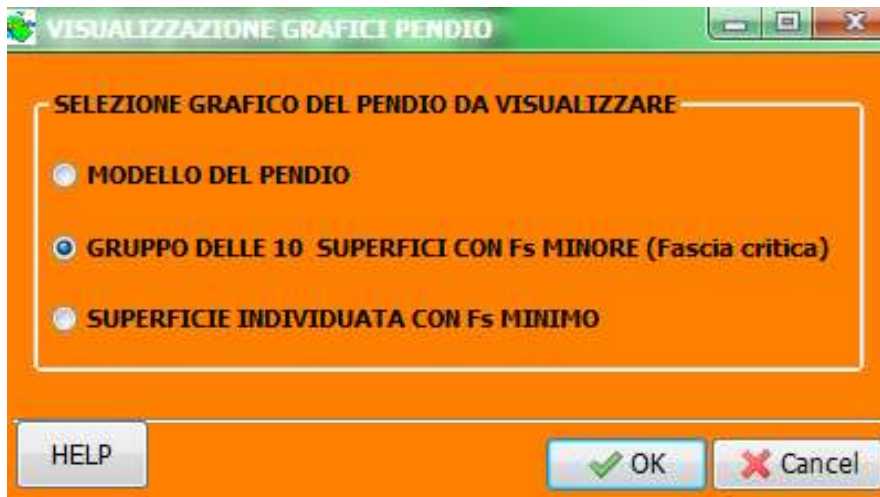 VISUALIZZAZIONE GRAFICI PENDIO
SELEZIONE GRAFICO DEL PENDIO DA VISUALIZZARE
MODELLO DEL PENDIO
GRUPPO DELLE 10 SUPERFICI CON Fs MINORE (Fascia critica)
SUPERFICIE INDIVIDUATA CON Fs MINIMO
HELP
OK
Cancel